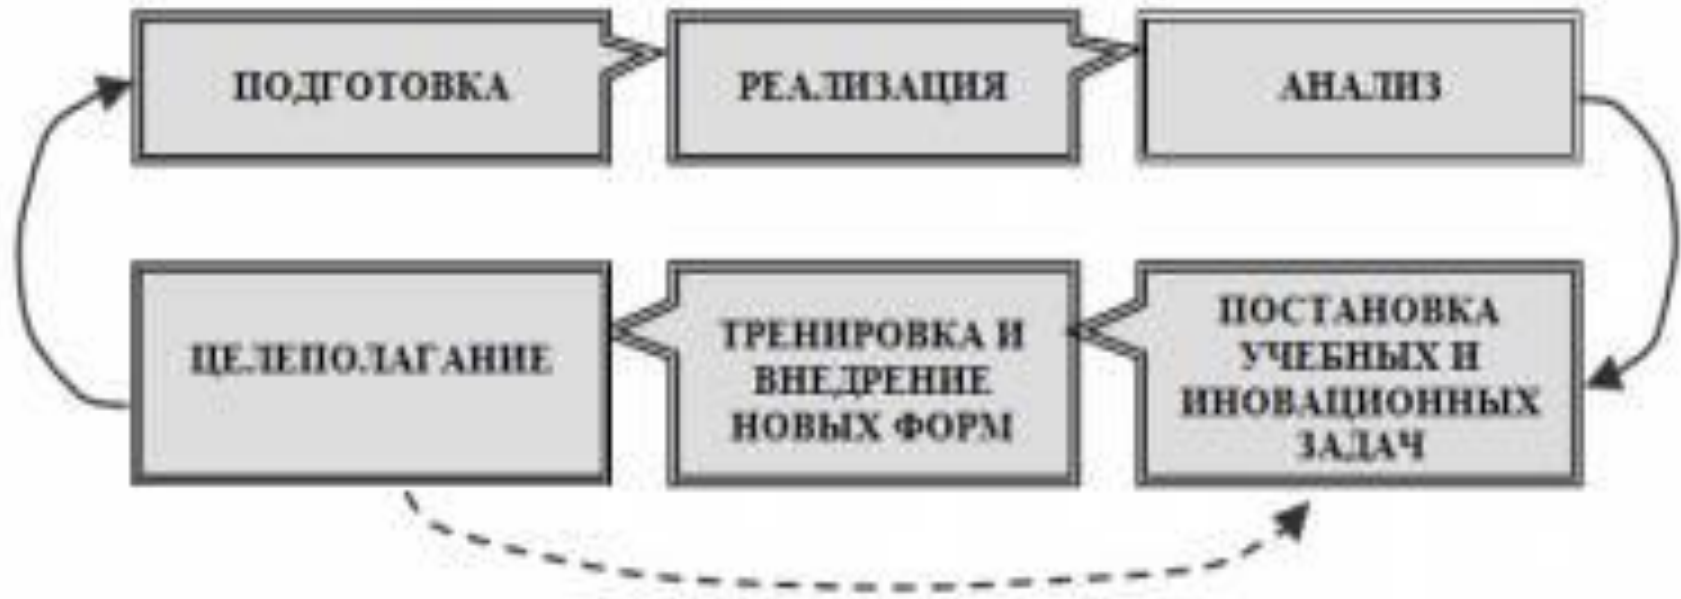 ПОДГОТОВКА
РЕАЛИЗАЦИЯ
АНАЛИЗ
ЦЕЛЕПОЛАГАНИЕ
ТРЕНИРОВКА И
ВНЕДРЕНИЕ
НОВЫХ ФОРМ
ПОСТАНОВКА
УЧЕБНЫХ И
ИНОВАЦИОННЫХ
ЗАДАЧ